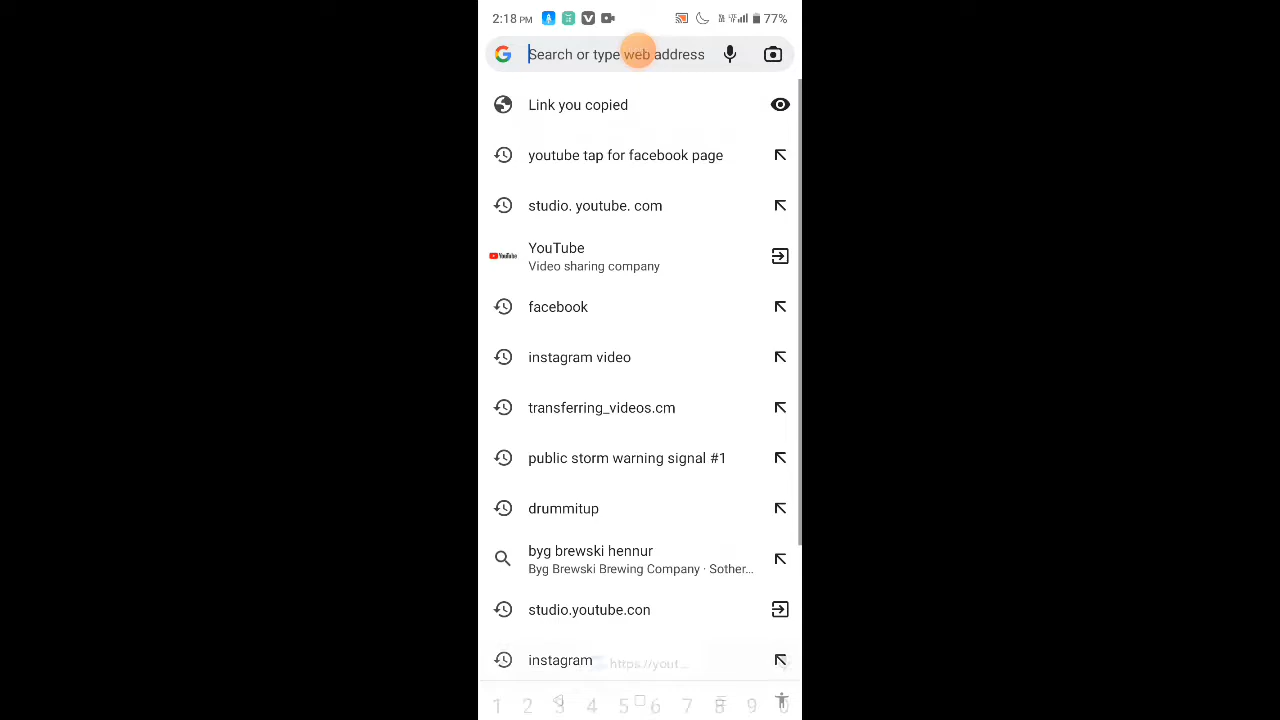 2:18 PM 77%
Search or type web address
Link you copied
youtube tap for facebook page
studio. youtube. com
YouTube
Video sharing company
facebook
instagram video
transferring_videos.cm
public storm warning signal #1
drummitup
byg brewski hennur
Byg Brewski Brewing Company · Sother...
studio.youtube.con
instagram
https://yout...
1 2 3 4 5 6 7 8 9 0